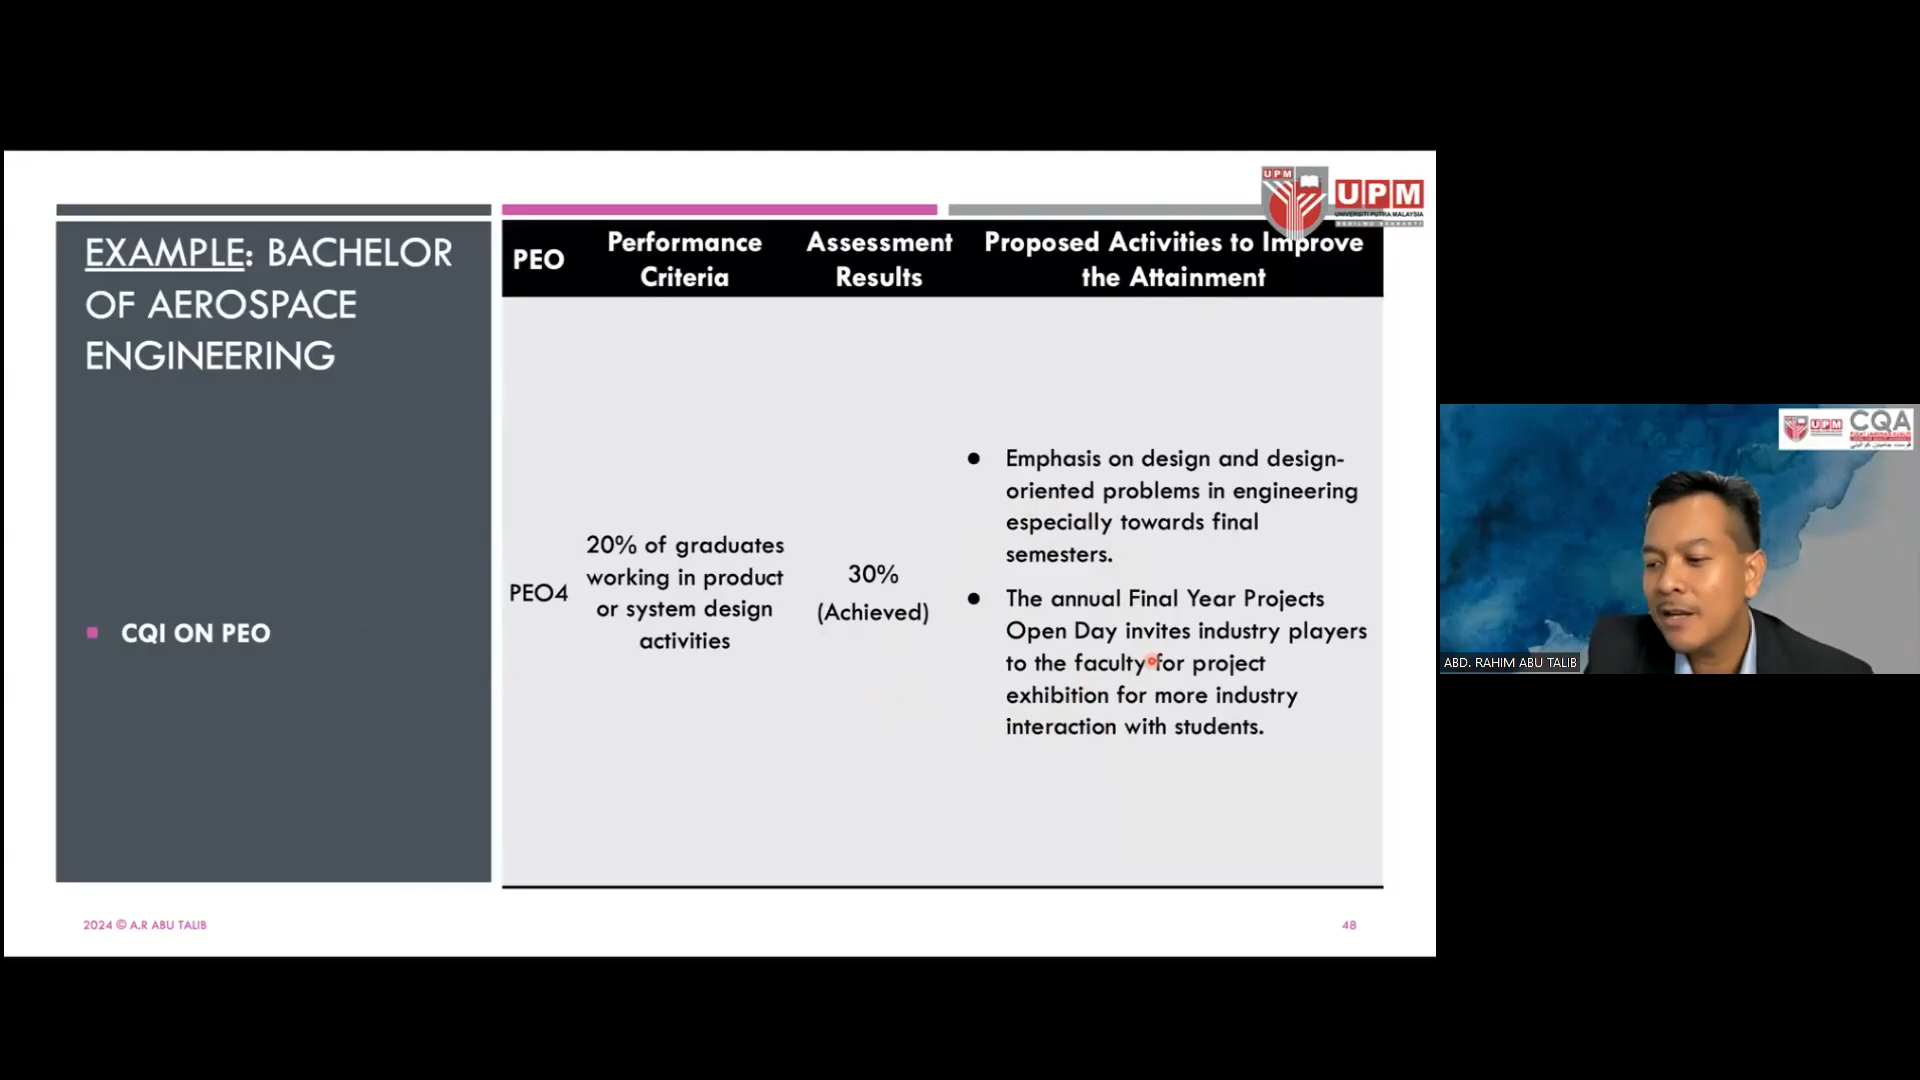 UPM
UPM
UNIVERSITI PUTRA MALAYSIA
EXAMPLE: BACHELOR
OF AEROSPACE
ENGINEERING
CQI ON PEO
PEO
Performance
Criteria
Assessment
Results
Proposed Activities to Improve
the Attainment
PEO4
20% of graduates
working in product
or system design
activities
30%
(Achieved)
Emphasis on design and design-
oriented problems in engineering
especially towards final
semesters.
The annual Final Year Projects
Open Day invites industry players
to the faculty for project
exhibition for more industry
interaction with students.
2024 © A.R ABU TALIB
48
UPM
CQA
ABD. RAHIM ABU TALIB